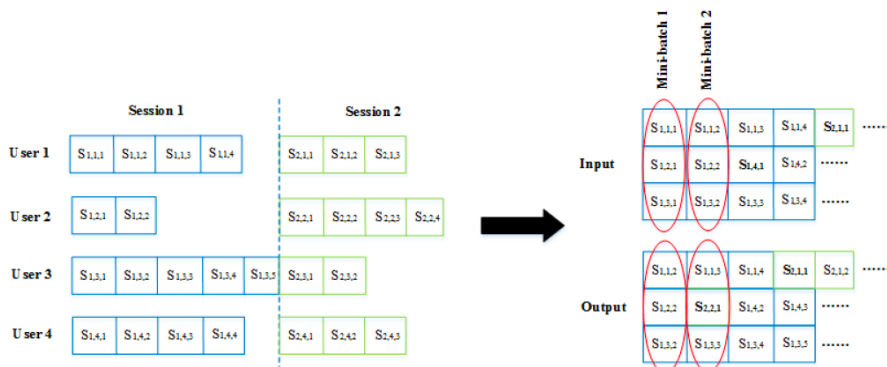 Mini-batch 1
Mini-batch 2
Session 1
Session 2
User 1
S1,1,1 S1,1,2 S1,1,3 S1,1,4 S2,1,1 S2,1,2 S2,1,3
User 2
S1,2,1 S1,2,2 S2,2,1 S2,2,2 S2,23 S2,2,4
User 3
S1,3,1 S1,3,2 S1,3,3 S1,3,4 S1,3,5 S2,3,1 S2,3,2
User 4
S1,4,1 S1,4,2 S1,4,3 S1,4,4 S2,4,1 S2,4,2 S2,4,3
Input
S1,1,1 S1,1,2 S1,1,3 S1,1,4 S2,1,1 ......
S1,2,1 S1,2,2 S1,4,1 S1,4,2 ......
S1,3,1 S1,3,2 S1,3,3 S1,3,4 ......
Output
S1,1,2 S1,1,3 S1,1,4 S2,1,1 S2,1,2 ......
S1,2,2 S2,2,1 S1,4,2 S1,4,3 ......
S1,3,2 S1,3,3 S1,3,4 S1,3,5 ......